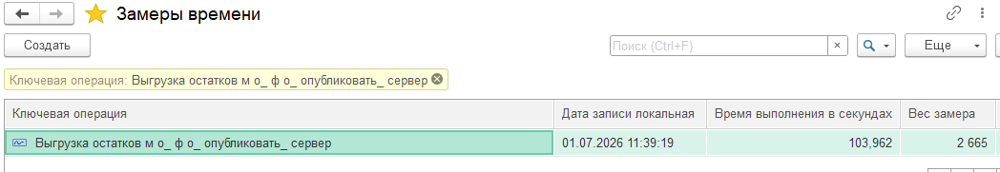 Замеры времени
Создать
Поиск (Ctrl+F)
×
Еще
Ключевая операция: Выгрузка остатков м о_ ф о_ опубликовать_ сервер
Ключевая операция Дата записи локальная Время выполнения в секундах Вес замера
Выгрузка остатков м о_ ф о_ опубликовать_ сервер 01.07.2026 11:39:19 103,962 2 665